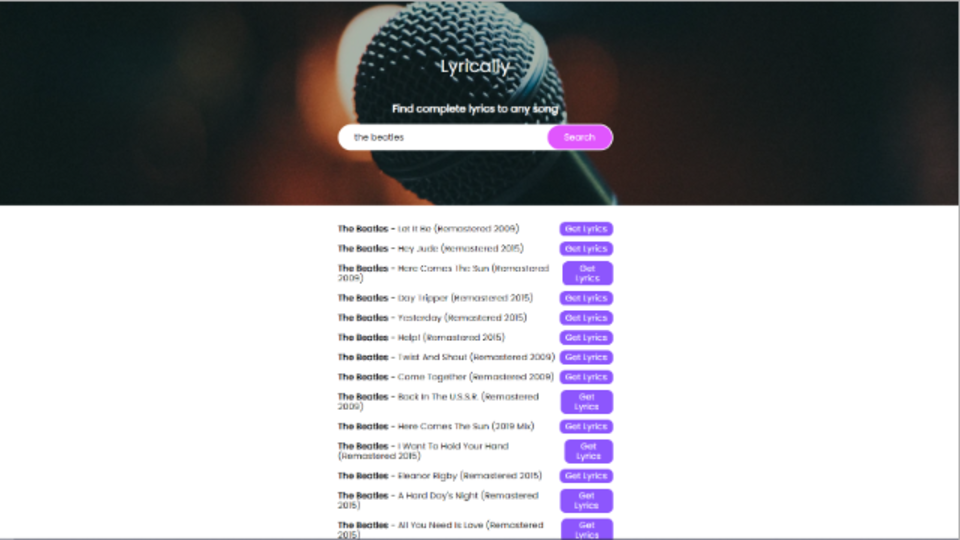 Lyrically
Find complete lyrics to any song
the beatles
Search
The Beatles - Let It Be (Remastered 2009)
Get Lyrics
The Beatles - Hey Jude (Remastered 2015)
Get Lyrics
The Beatles - Here Comes The Sun (Remastered
2009)
Get
Lyrics
The Beatles - Day Tripper (Remastered 2015)
Get Lyrics
The Beatles - Yesterday (Remastered 2015)
Get Lyrics
The Beatles - Help! (Remastered 2015)
Get Lyrics
The Beatles - Twist And Shout (Remastered 2009)
Get Lyrics
The Beatles - Come Together (Remastered 2009)
Get Lyrics
The Beatles - Back In The U.S.S.R. (Remastered
2009)
Get
Lyrics
The Beatles - Here Comes The Sun (2019 Mix)
Get Lyrics
The Beatles - I Want To Hold Your Hand
(Remastered 2015)
Get
Lyrics
The Beatles - Eleanor Rigby (Remastered 2015)
Get Lyrics
The Beatles - A Hard Day's Night (Remastered
2015)
Get
Lyrics
The Beatles - All You Need Is Love (Remastered
2015)
Get
Lyrics